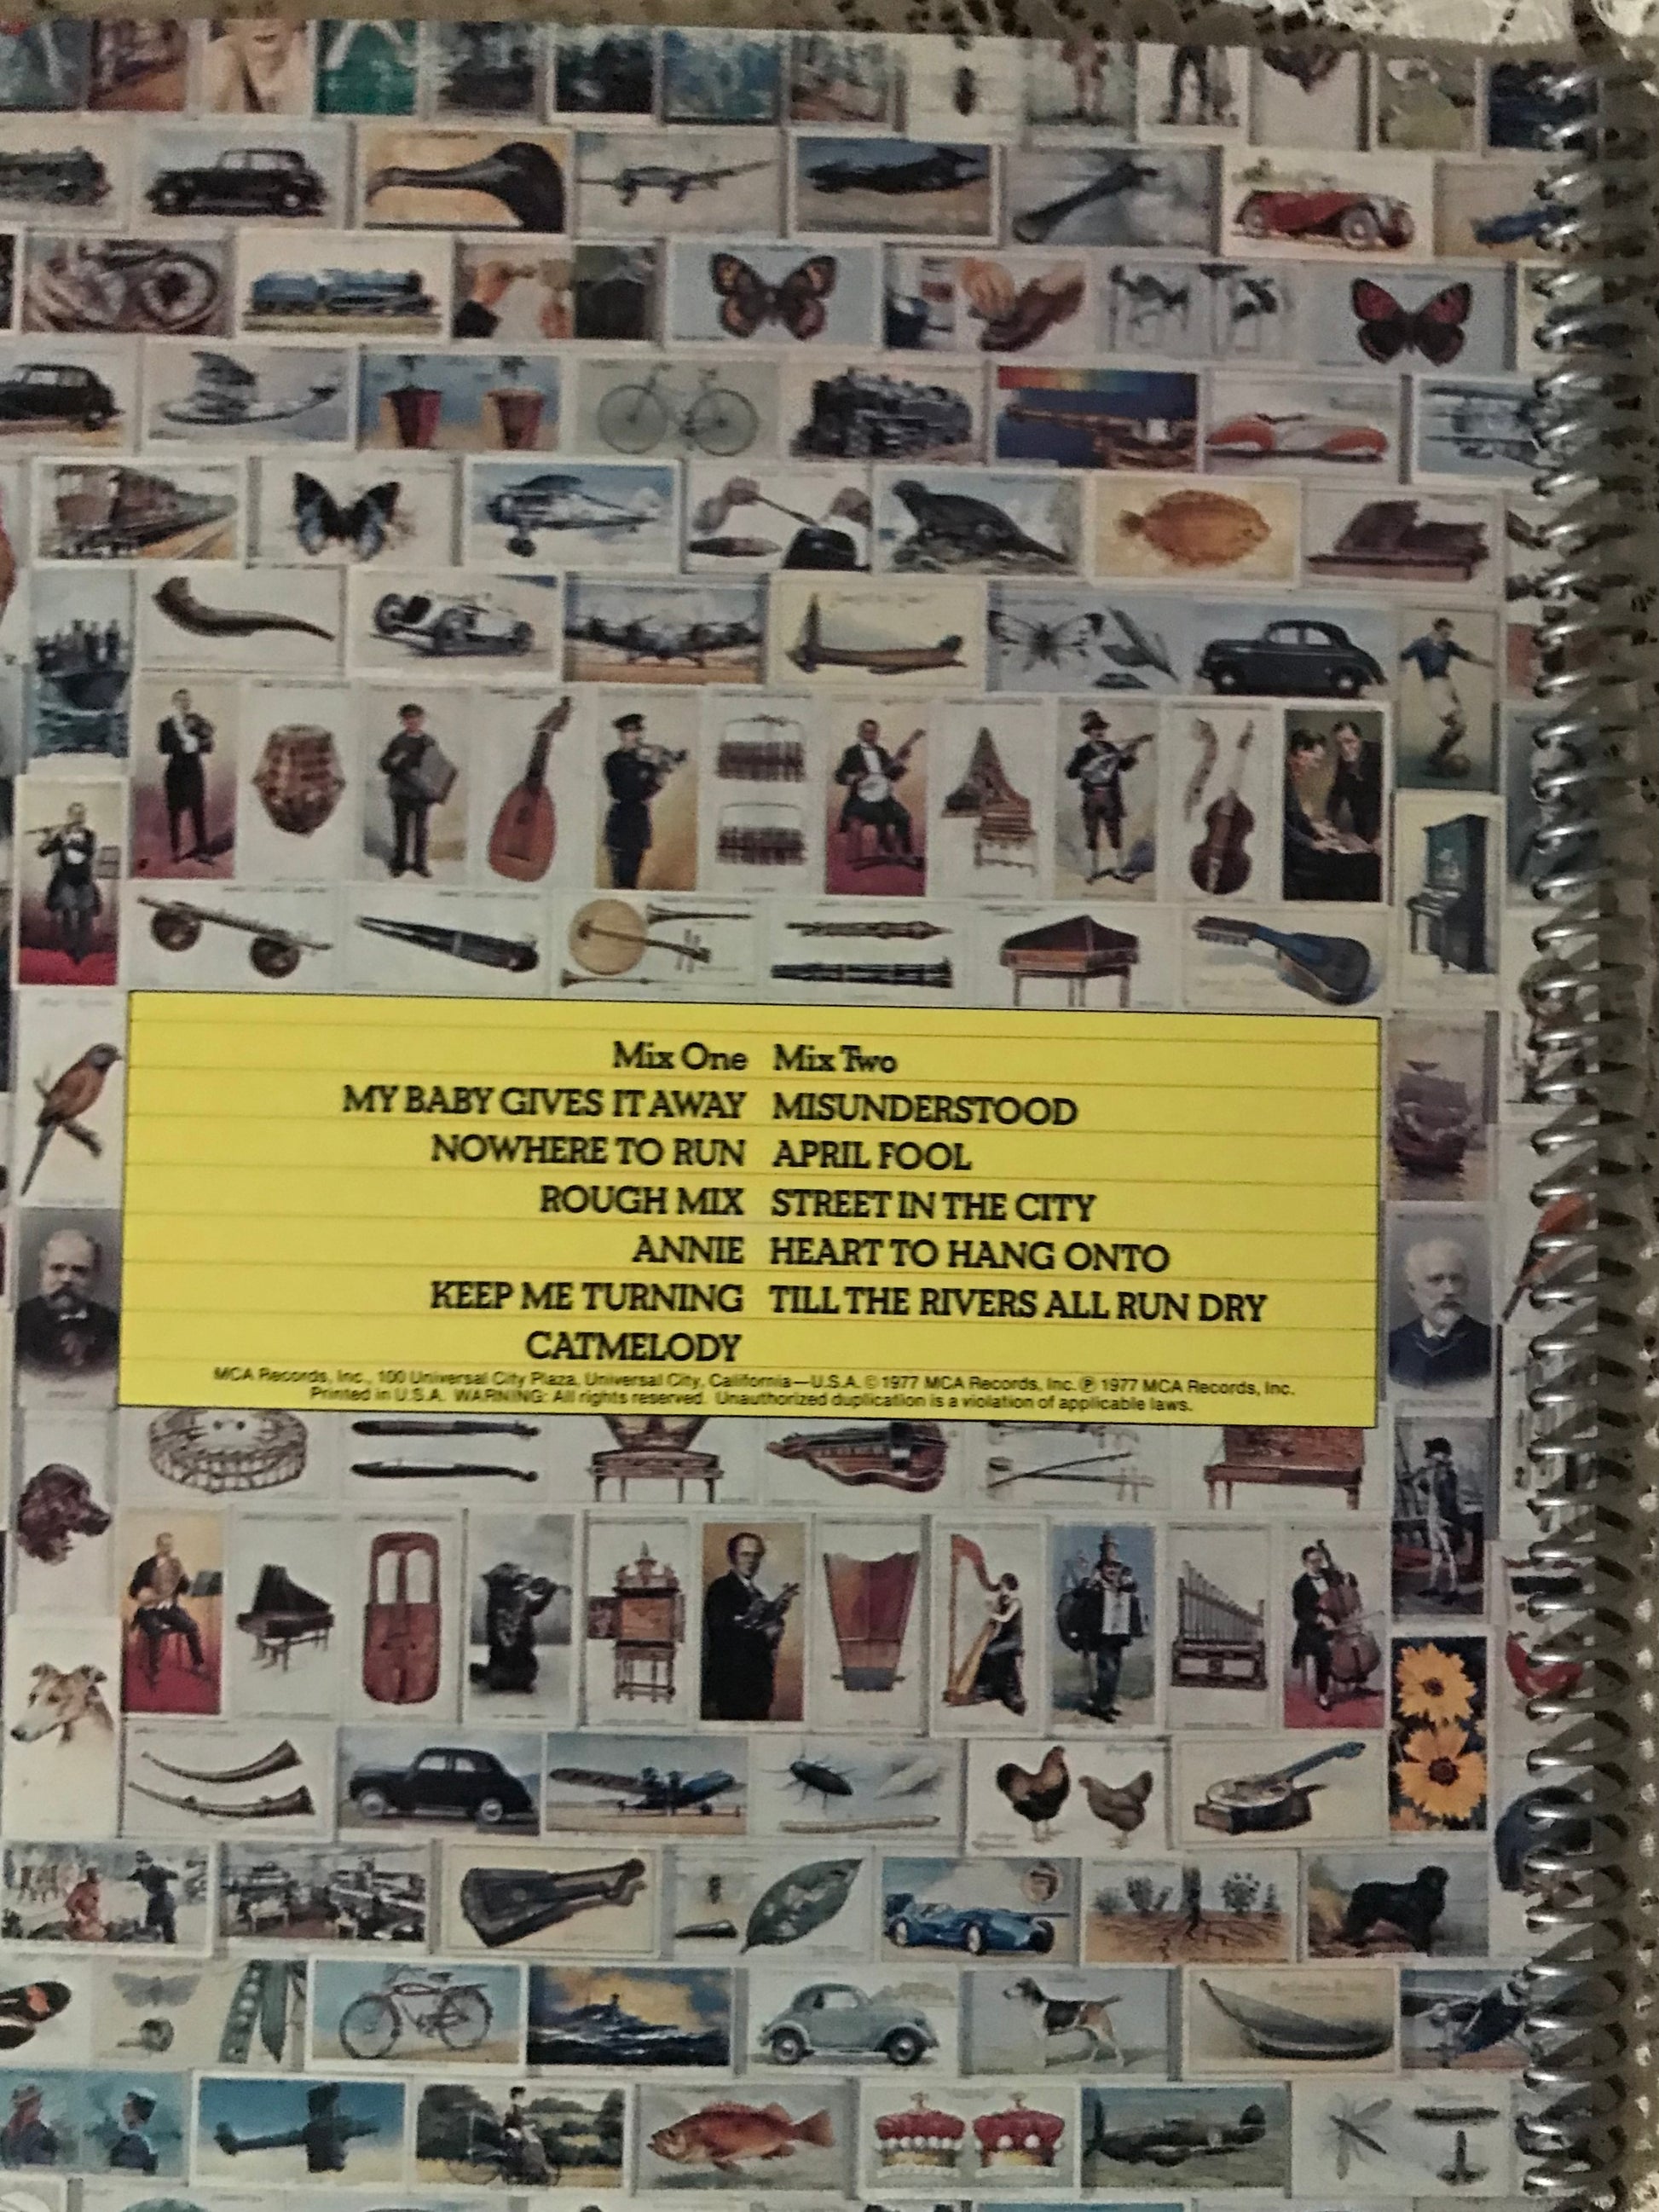 Mix One Mix Two
MY BABY GIVES IT AWAY MISUNDERSTOOD
NOWHERE TO RUN APRIL FOOL
ROUGH MIX STREET IN THE CITY
ANNIE HEART TO HANG ONTO
KEEP ME TURNING TILL THE RIVERS ALL RUN DRY
CATMELODY
MCA Records, Inc., 100 Universal City Plaza, Universal City, California—U.S.A. © 1977 MCA Records, Inc. ℗ 1977 MCA Records, Inc.
Printed in U.S.A. WARNING: All rights reserved. Unauthorized duplication is a violation of applicable laws.